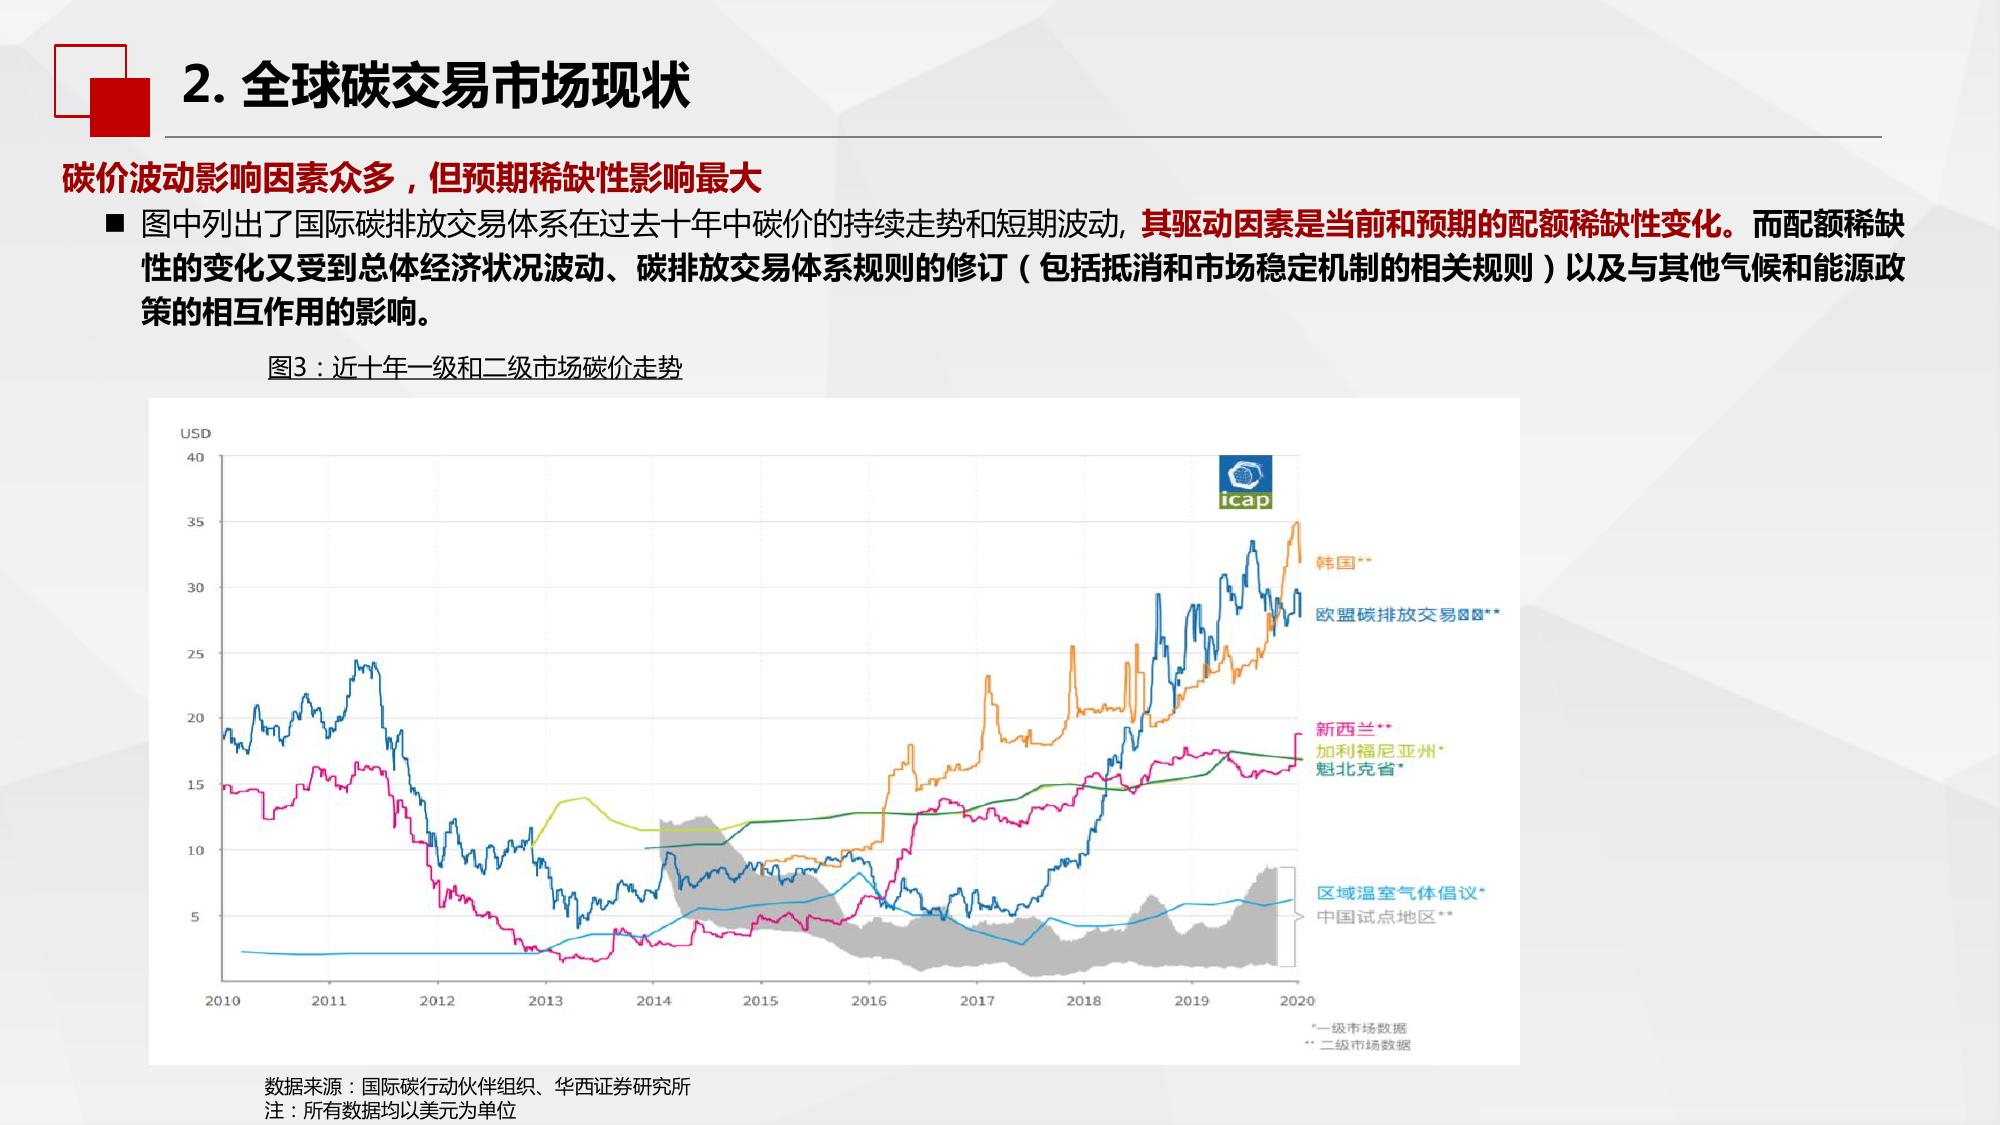 2. 全球碳交易市场现状
碳价波动影响因素众多，但预期稀缺性影响最大
■ 图中列出了国际碳排放交易体系在过去十年中碳价的持续走势和短期波动, 其驱动因素是当前和预期的配额稀缺性变化。而配额稀缺
性的变化又受到总体经济状况波动、碳排放交易体系规则的修订（包括抵消和市场稳定机制的相关规则）以及与其他气候和能源政
策的相互作用的影响。
图3：近十年一级和二级市场碳价走势
USD
40
35
30
25
20
15
10
5
2010 2011 2012 2013 2014 2015 2016 2017 2018 2019 2020
icap
韩国**
欧盟碳排放交易**
新西兰**
加利福尼亚州*
魁北克省*
区域温室气体倡议*
中国试点地区**
*一级市场数据
** 二级市场数据
数据来源：国际碳行动伙伴组织、华西证券研究所
注：所有数据均以美元为单位